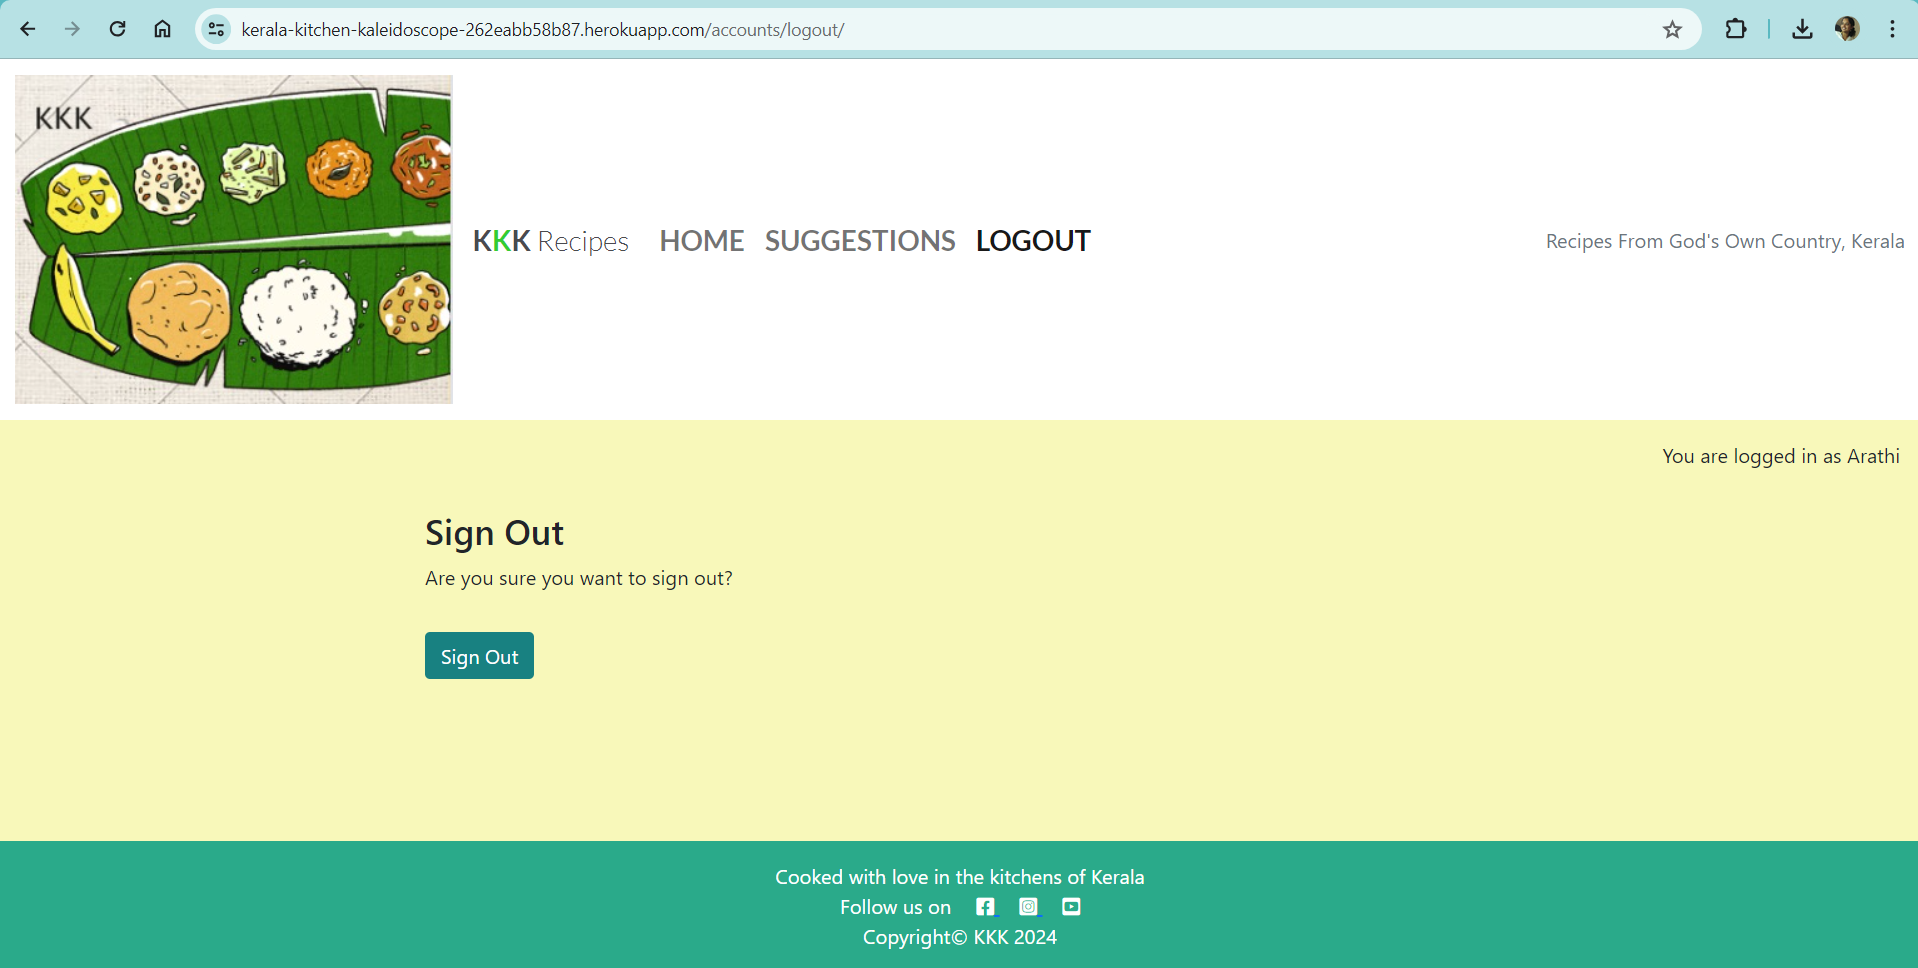 kerala-kitchen-kaleidoscope-262eabb58b87.herokuapp.com/accounts/logout/
KKK
KKK Recipes HOME SUGGESTIONS LOGOUT Recipes From God's Own Country, Kerala
You are logged in as Arathi
Sign Out
Are you sure you want to sign out?
Sign Out
Cooked with love in the kitchens of Kerala
Follow us on
Copyright© KKK 2024